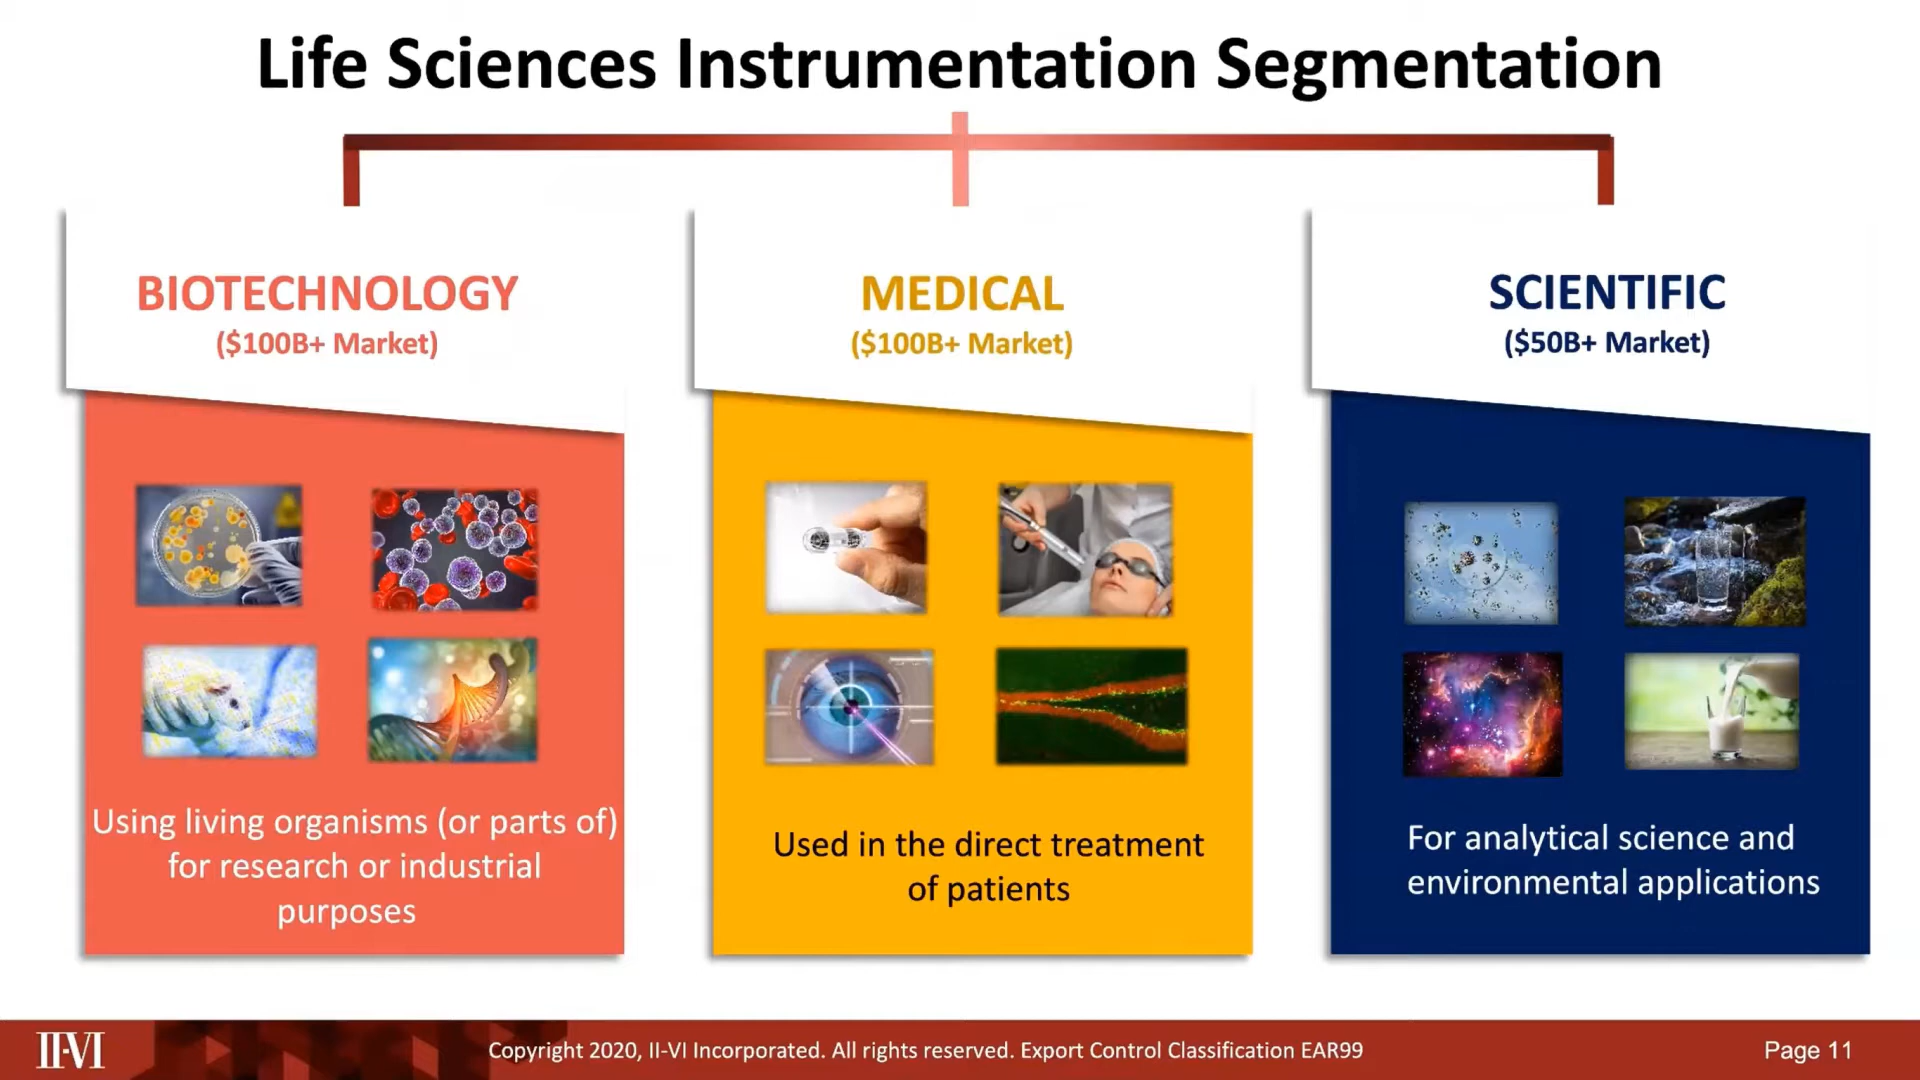 Life Sciences Instrumentation Segmentation
BIOTECHNOLOGY
($100B+ Market)
Using living organisms (or parts of)
for research or industrial
purposes
MEDICAL
($100B+ Market)
Used in the direct treatment
of patients
SCIENTIFIC
($50B+ Market)
For analytical science and
environmental applications
II-VI
Copyright 2020, II-VI Incorporated. All rights reserved. Export Control Classification EAR99
Page 11